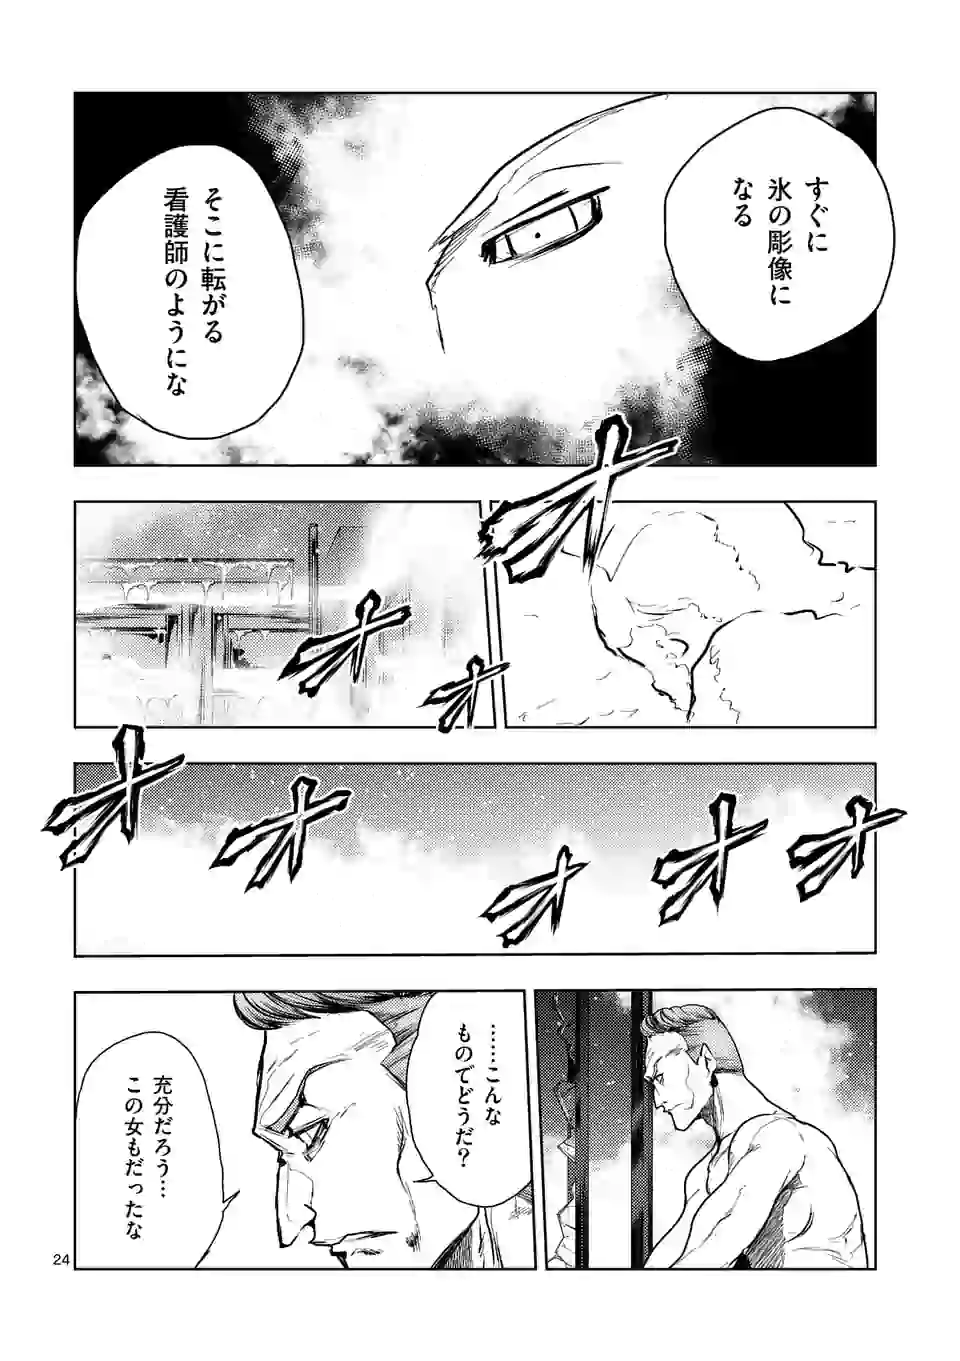 すぐに
氷の彫像に
なる
そこに転がる
看護師のようにな
オ
オ
オ
オ
オ
オ
オ
オ
……こんな
ものでどうだ？
充分だろう…
この女もだったな
24